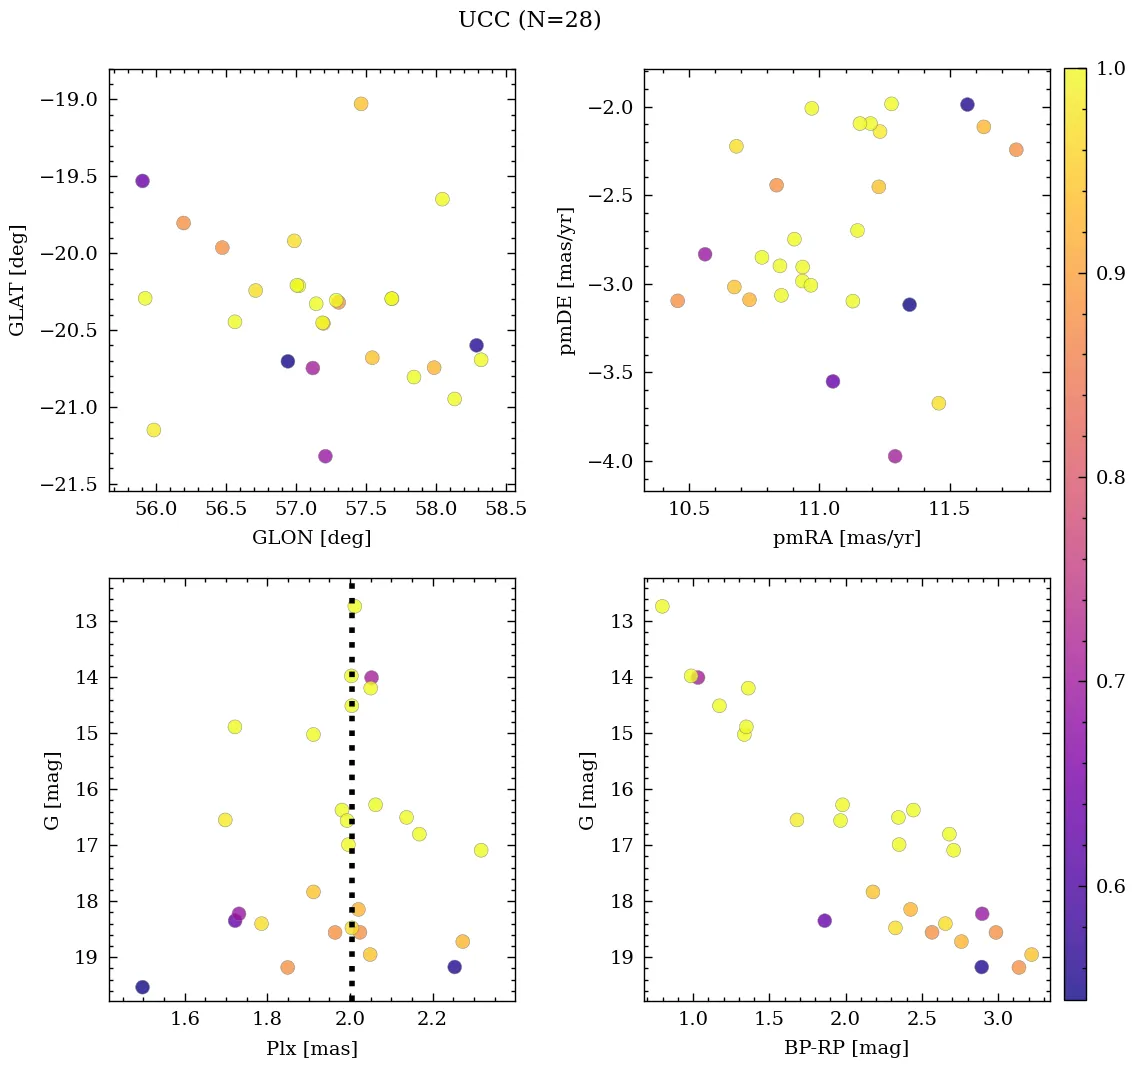 UCC (N=28)
−19.0
−19.5
−20.0
−20.5
−21.0
−21.5
GLAT [deg]
56.0 56.5 57.0 57.5 58.0 58.5
GLON [deg]
−2.0
−2.5
−3.0
−3.5
−4.0
pmDE [mas/yr]
10.5 11.0 11.5
pmRA [mas/yr]
13
14
15
16
17
18
19
G [mag]
1.6 1.8 2.0 2.2
Plx [mas]
13
14
15
16
17
18
19
G [mag]
1.0 1.5 2.0 2.5 3.0
BP-RP [mag]
1.0
0.9
0.8
0.7
0.6